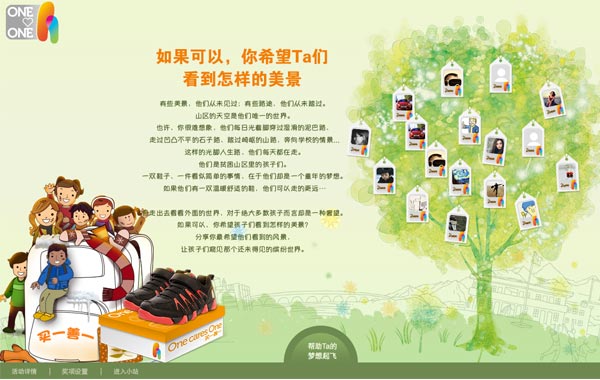 ONE
ONE
如果可以，你希望Ta们
看到怎样的美景
有些美景，他们从未见过；有些路途，他们从未踏过。
山区的天空是他们唯一的世界。
也许，你很难想象，他们每日光着脚穿过湿滑的泥巴路，
走过凹凸不平的石子路，踏过崎岖的山路，奔向学校的情景...
这样的光脚人生路，他们每天都在走。
他们是贫困山区里的孩子们。
一双鞋子，一件看似简单的事情，在于他们却是一个童年的梦想。
如果他们有一双温暖舒适的鞋，他们可以走的更远…
走出去看看外面的世界，对于绝大多数孩子而言却是一种奢望。
如果可以，你希望孩子们看到怎样的美景？
分享你最希望他们看到的风景，
让孩子们窥见那个还未得见的缤纷世界。
买一善一
One cares One
买一善一
帮助Ta的
梦想起飞
活动详情 | 奖项设置 | 进入小站